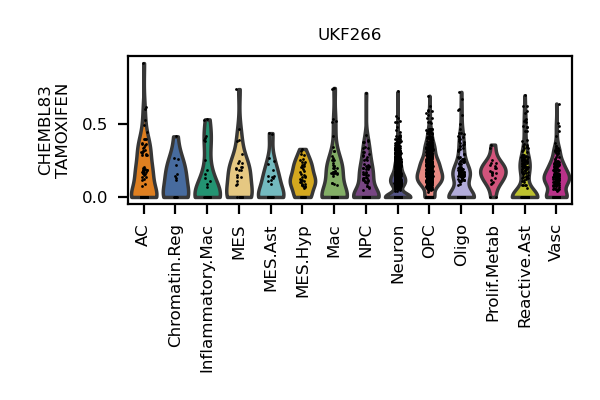 UKF266
CHEMBL83
TAMOXIFEN
0.5
0.0
AC
Chromatin.Reg
Inflammatory.Mac
MES
MES.Ast
MES.Hyp
Mac
NPC
Neuron
OPC
Oligo
Prolif.Metab
Reactive.Ast
Vasc